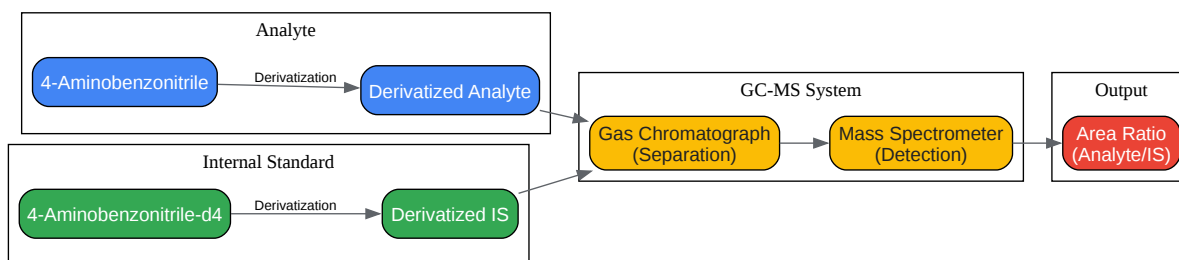 Analyte
4-Aminobenzonitrile
Derivatization
Derivatized Analyte
Internal Standard
4-Aminobenzonitrile-d4
Derivatization
Derivatized IS
GC-MS System
Gas Chromatograph
(Separation)
Mass Spectrometer
(Detection)
Output
Area Ratio
(Analyte/IS)